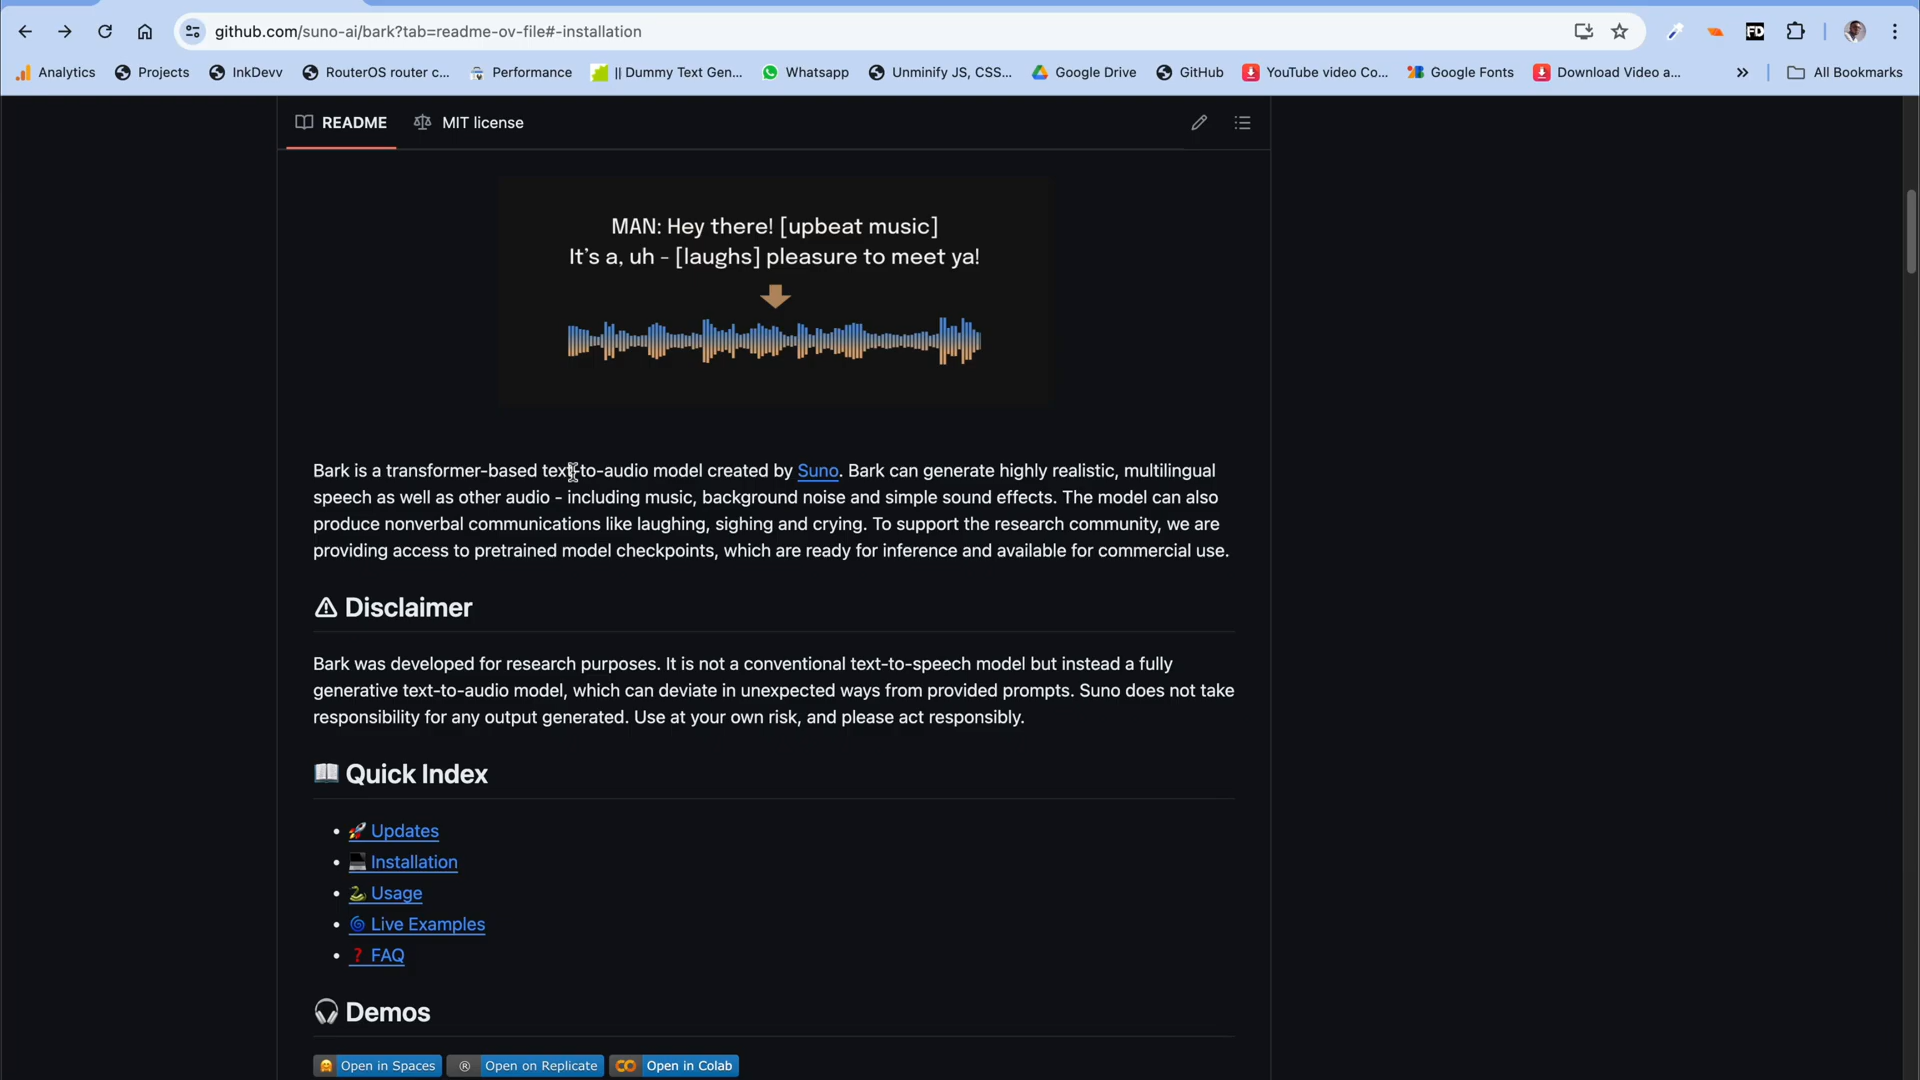 github.com/suno-ai/bark?tab=readme-ov-file#-installation
FD
Analytics Projects InkDevv RouterOS router c... Performance || Dummy Text Gen... Whatsapp Unminify JS, CSS... Google Drive GitHub YouTube video Co... Google Fonts Download Video a... » All Bookmarks
README MIT license
MAN: Hey there! [upbeat music]
It's a, uh - [laughs] pleasure to meet ya!
Bark is a transformer-based text-to-audio model created by Suno. Bark can generate highly realistic, multilingual
speech as well as other audio - including music, background noise and simple sound effects. The model can also
produce nonverbal communications like laughing, sighing and crying. To support the research community, we are
providing access to pretrained model checkpoints, which are ready for inference and available for commercial use.
⚠ Disclaimer
Bark was developed for research purposes. It is not a conventional text-to-speech model but instead a fully
generative text-to-audio model, which can deviate in unexpected ways from provided prompts. Suno does not take
responsibility for any output generated. Use at your own risk, and please act responsibly.
📖 Quick Index
• 🚀 Updates
• 💻 Installation
• 🐍 Usage
• 🌀 Live Examples
• ❓ FAQ
🎧 Demos
Open in Spaces ® Open on Replicate Open in Colab